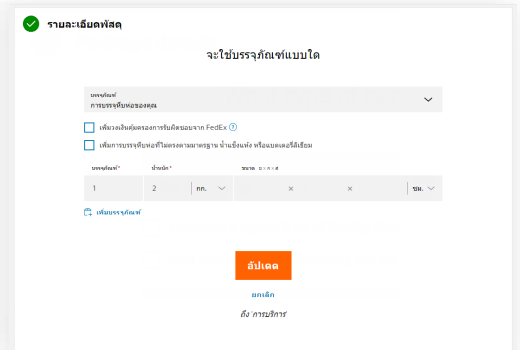 รายละเอียดพัสดุ
จะใช้บรรจุภัณฑ์แบบใด
บรรจุภัณฑ์
การบรรจุหีบห่อของคุณ
เพิ่มวงเงินคุ้มครองการรับผิดชอบจาก FedEx ?
เพิ่มการบรรจุหีบห่อที่ไม่ตรงตามมาตรฐาน น้ำแข็งแห้ง หรือแบตเตอรี่ลิเธียม
บรรจุภัณฑ์* น้ำหนัก* ขนาด ย × ก × ส
1 2 กก. × × ซม.
เพิ่มบรรจุภัณฑ์
อัปเดต
ยกเลิก
ถึง 'การบริการ'